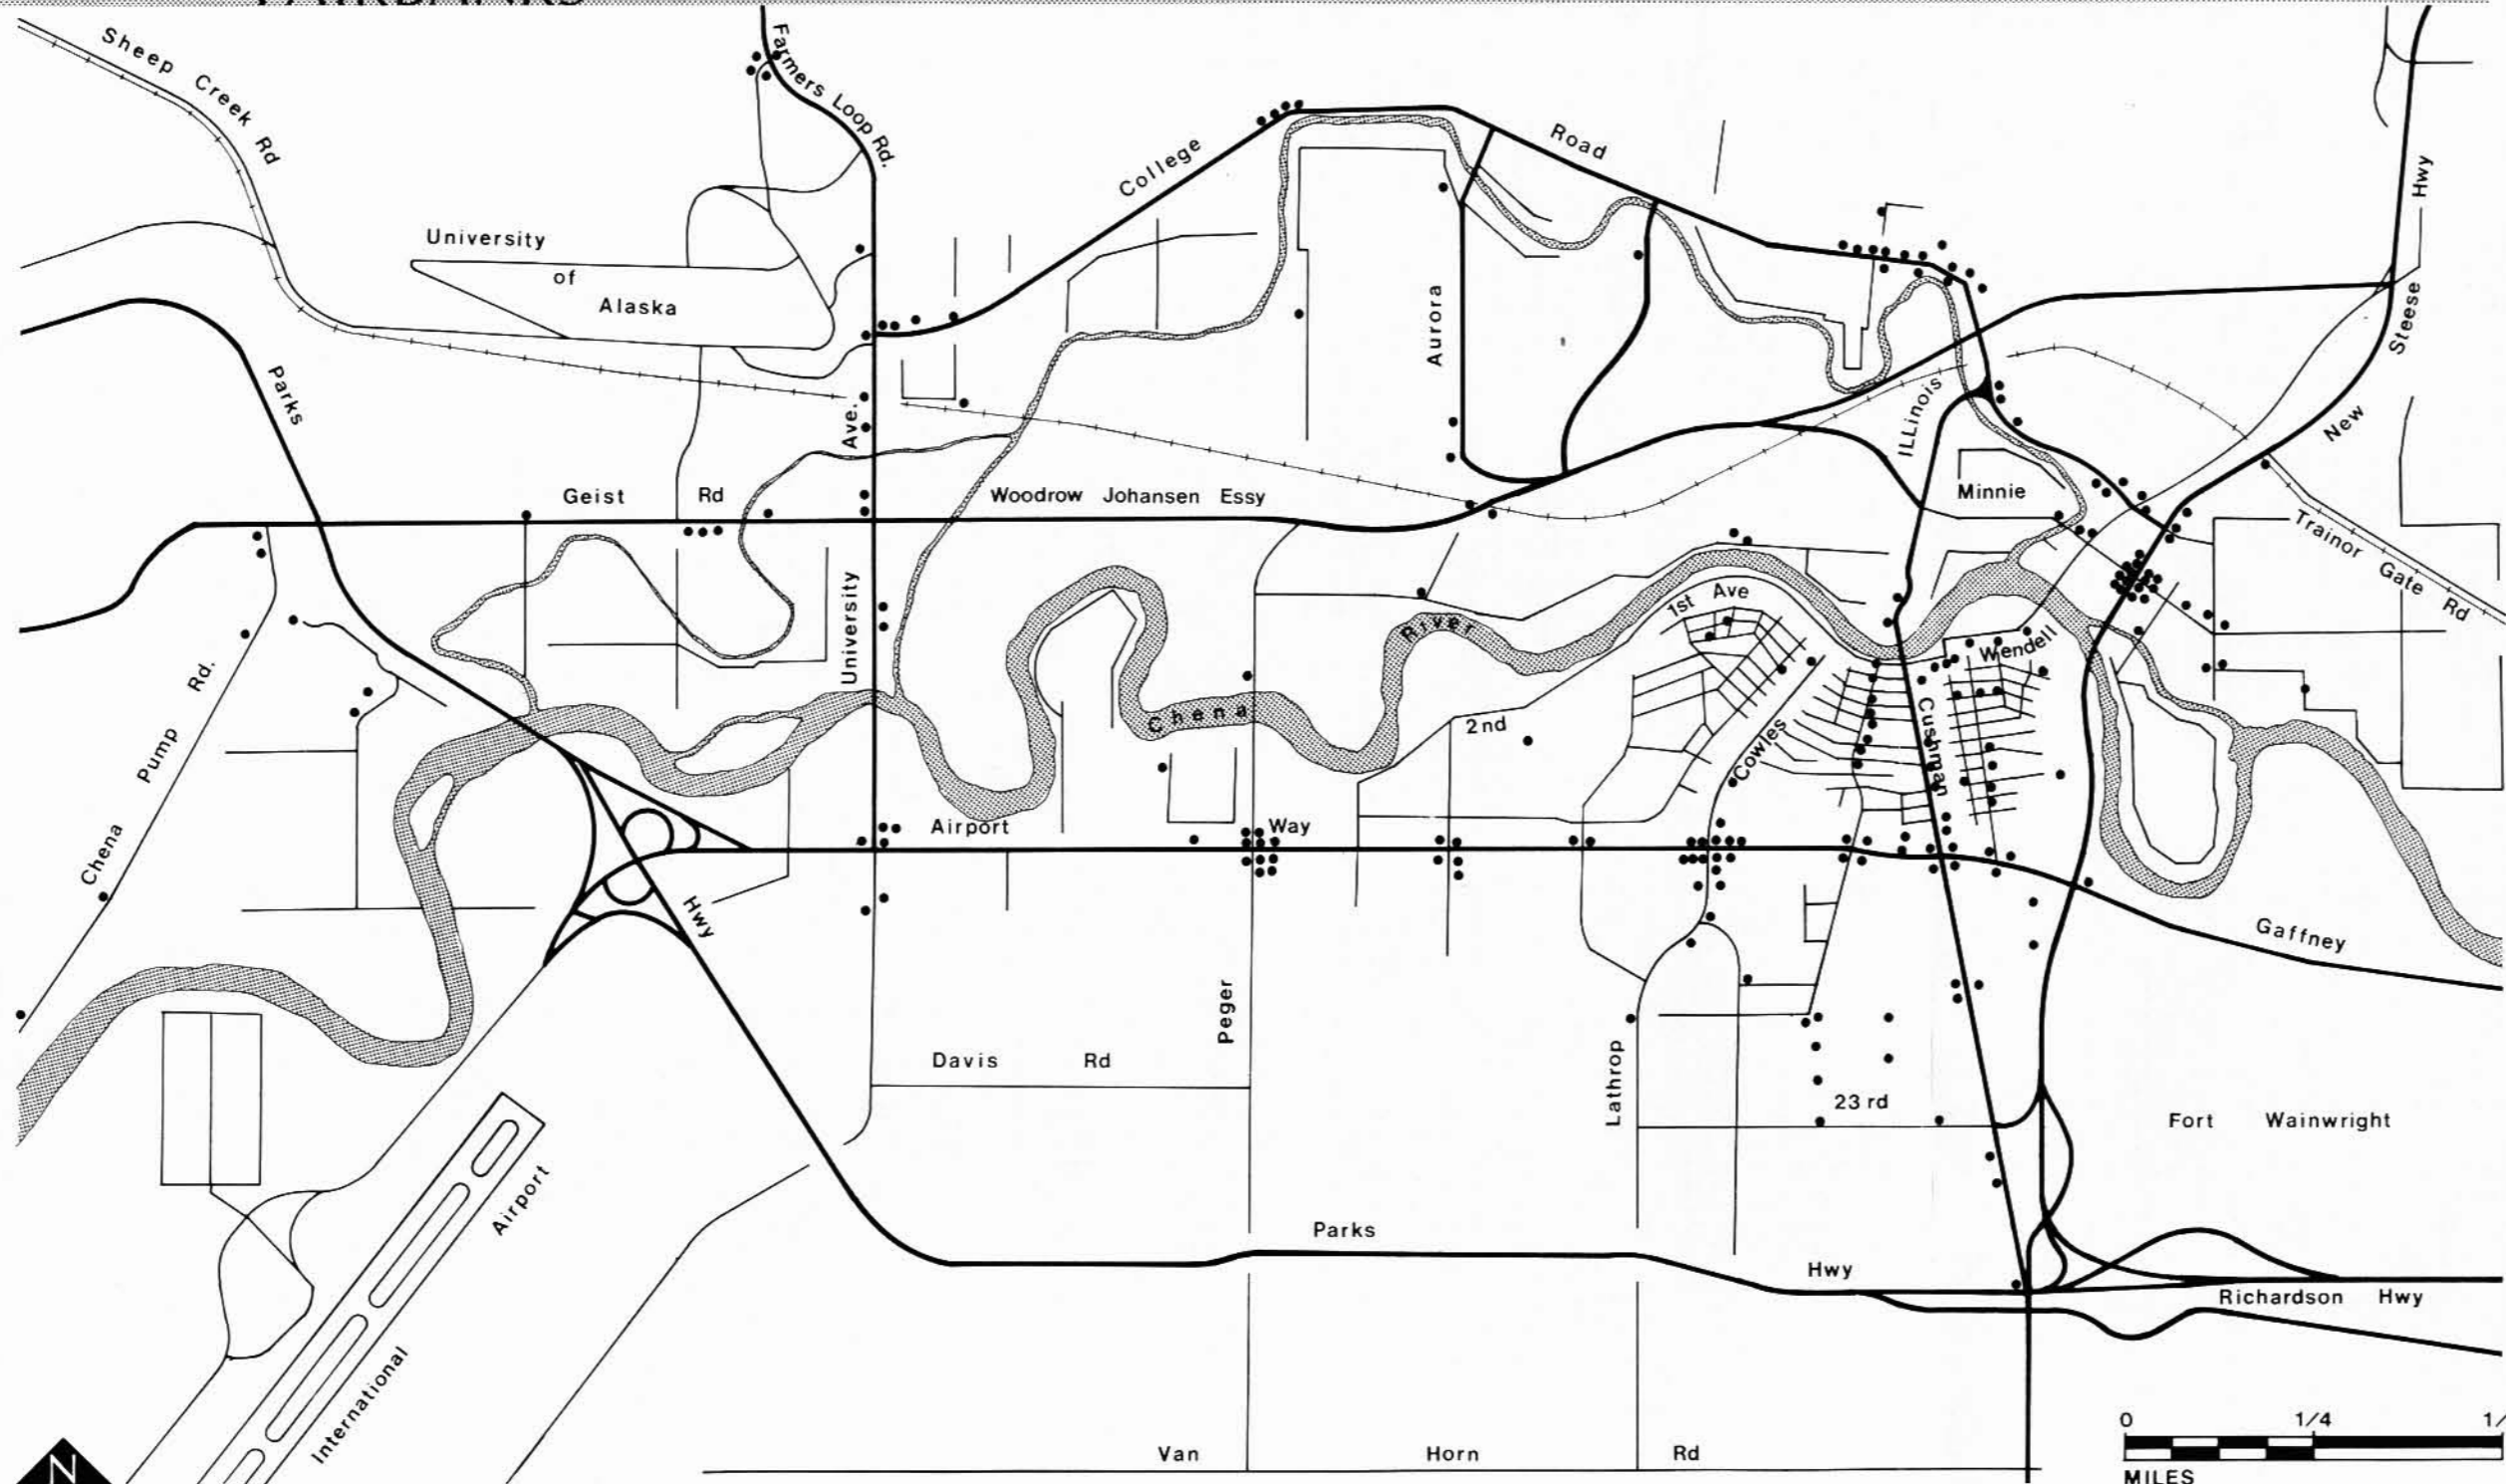 Sheep Creek Rd
Farmers Loop Rd.
College Road
University
of
Alaska
Parks
Ave.
Aurora
ILLinois
Steese Hwy
New
Geist Rd
Woodrow Johansen Essy
Minnie
Trainor Gate Rd
University
1st Ave
River
Wendell
Chena
Chena Pump Rd.
2nd
Cowles
Cushman
Airport Way
Hwy
Gaffney
Peger
Davis Rd
Lathrop
23 rd
Fort Wainwright
Parks
Hwy
Richardson Hwy
International Airport
Van Horn Rd
0 1/4
MILES
N